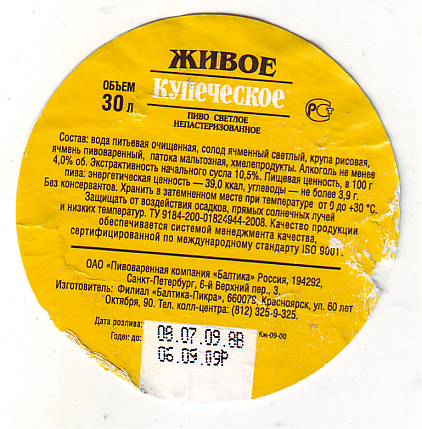 ЖИВОЕ
КУПЕЧЕСКОЕ
ОБЪЕМ
30 Л
ПИВО СВЕТЛОЕ
НЕПАСТЕРИЗОВАННОЕ
Состав: вода питьевая очищенная, солод ячменный светлый, крупа рисовая,
ячмень пивоваренный, патока мальтозная, хмелепродукты. Алкоголь не менее
4,0% об. Экстрактивность начального сусла 10,5%. Пищевая ценность, в 100 г
пива: энергетическая ценность — 39,0 ккал, углеводы — не более 3,9 г.
Без консервантов. Хранить в затемненном месте при температуре от 0 до +30 °С.
Защищать от воздействия осадков, прямых солнечных лучей
и низких температур. ТУ 9184-200-01824944-2008. Качество продукции
обеспечивается системой менеджмента качества,
сертифицированной по международному стандарту ISO 9001.
ОАО «Пивоваренная компания «Балтика» Россия, 194292,
Санкт-Петербург, 6-й Верхний пер., 3.
Изготовитель: Филиал «Балтика-Пикра», 660079, Красноярск, ул. 60 лет
Октября, 90. Тел. колл-центра: (812) 325-9-325.
Дата розлива: 08.07.09.8В Кж-09-00
Годен до: 06.09.09Р